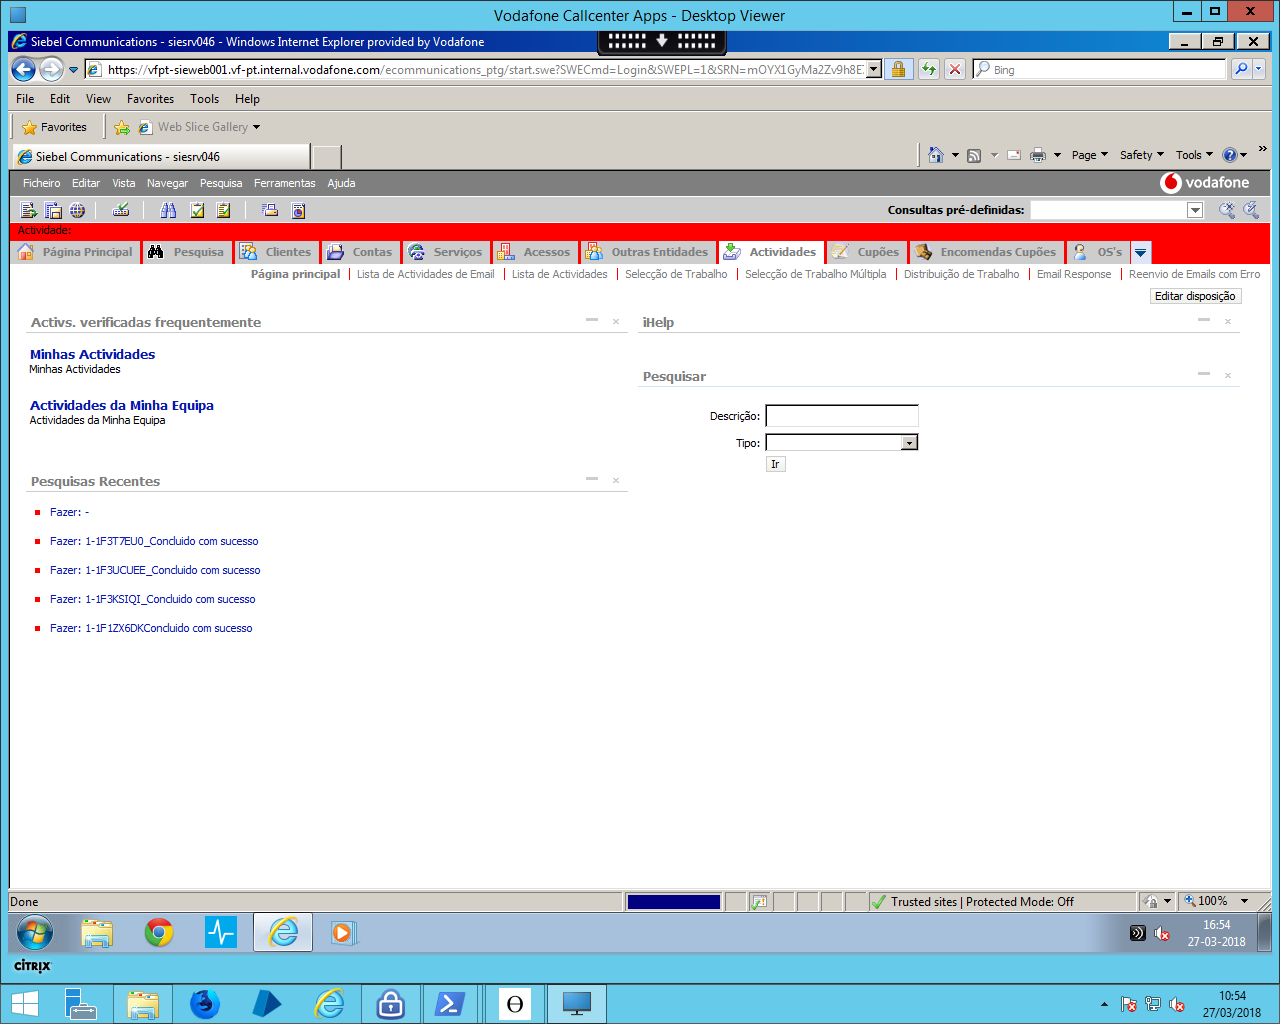 Vodafone Callcenter Apps - Desktop Viewer
Siebel Communications - siesrv046 - Windows Internet Explorer provided by Vodafone
https://vfpt-sieweb001.vf-pt.internal.vodafone.com/ecommunications_ptg/start.swe?SWECmd=Login&SWEPL=1&SRN=mOYX1GyMa2Zv9h8E
Bing
File Edit View Favorites Tools Help
Favorites Web Slice Gallery
Siebel Communications - siesrv046
Page Safety Tools »
Ficheiro Editar Vista Navegar Pesquisa Ferramentas Ajuda
vodafone
Consultas pré-definidas:
Actividade:
Página Principal Pesquisa Clientes Contas Serviços Acessos Outras Entidades Actividades Cupões Encomendas Cupões OS's
Página principal Lista de Actividades de Email Lista de Actividades Selecção de Trabalho Selecção de Trabalho Múltipla Distribuição de Trabalho Email Response Reenvio de Emails com Erro
Editar disposição
Activs. verificadas frequentemente
iHelp
Minhas Actividades
Minhas Actividades
Pesquisar
Actividades da Minha Equipa
Actividades da Minha Equipa
Descrição:
Tipo:
Ir
Pesquisas Recentes
Fazer: -
Fazer: 1-1F3T7EU0_Concluido com sucesso
Fazer: 1-1F3UCUEE_Concluido com sucesso
Fazer: 1-1F3KSIQI_Concluido com sucesso
Fazer: 1-1F1ZX6DKConcluido com sucesso
Done
Trusted sites | Protected Mode: Off
100%
16:54
27-03-2018
CITRIX
10:54
27/03/2018